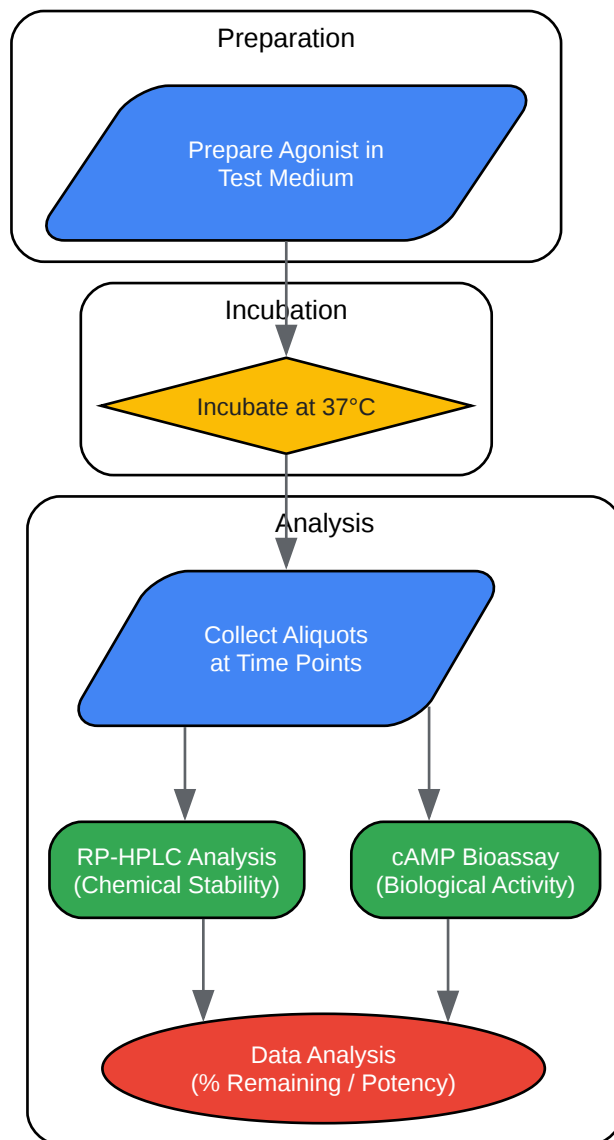 Preparation
Prepare Agonist in
Test Medium
Incubation
Incubate at 37°C
Analysis
Collect Aliquots
at Time Points
RP-HPLC Analysis
(Chemical Stability)
cAMP Bioassay
(Biological Activity)
Data Analysis
(% Remaining / Potency)